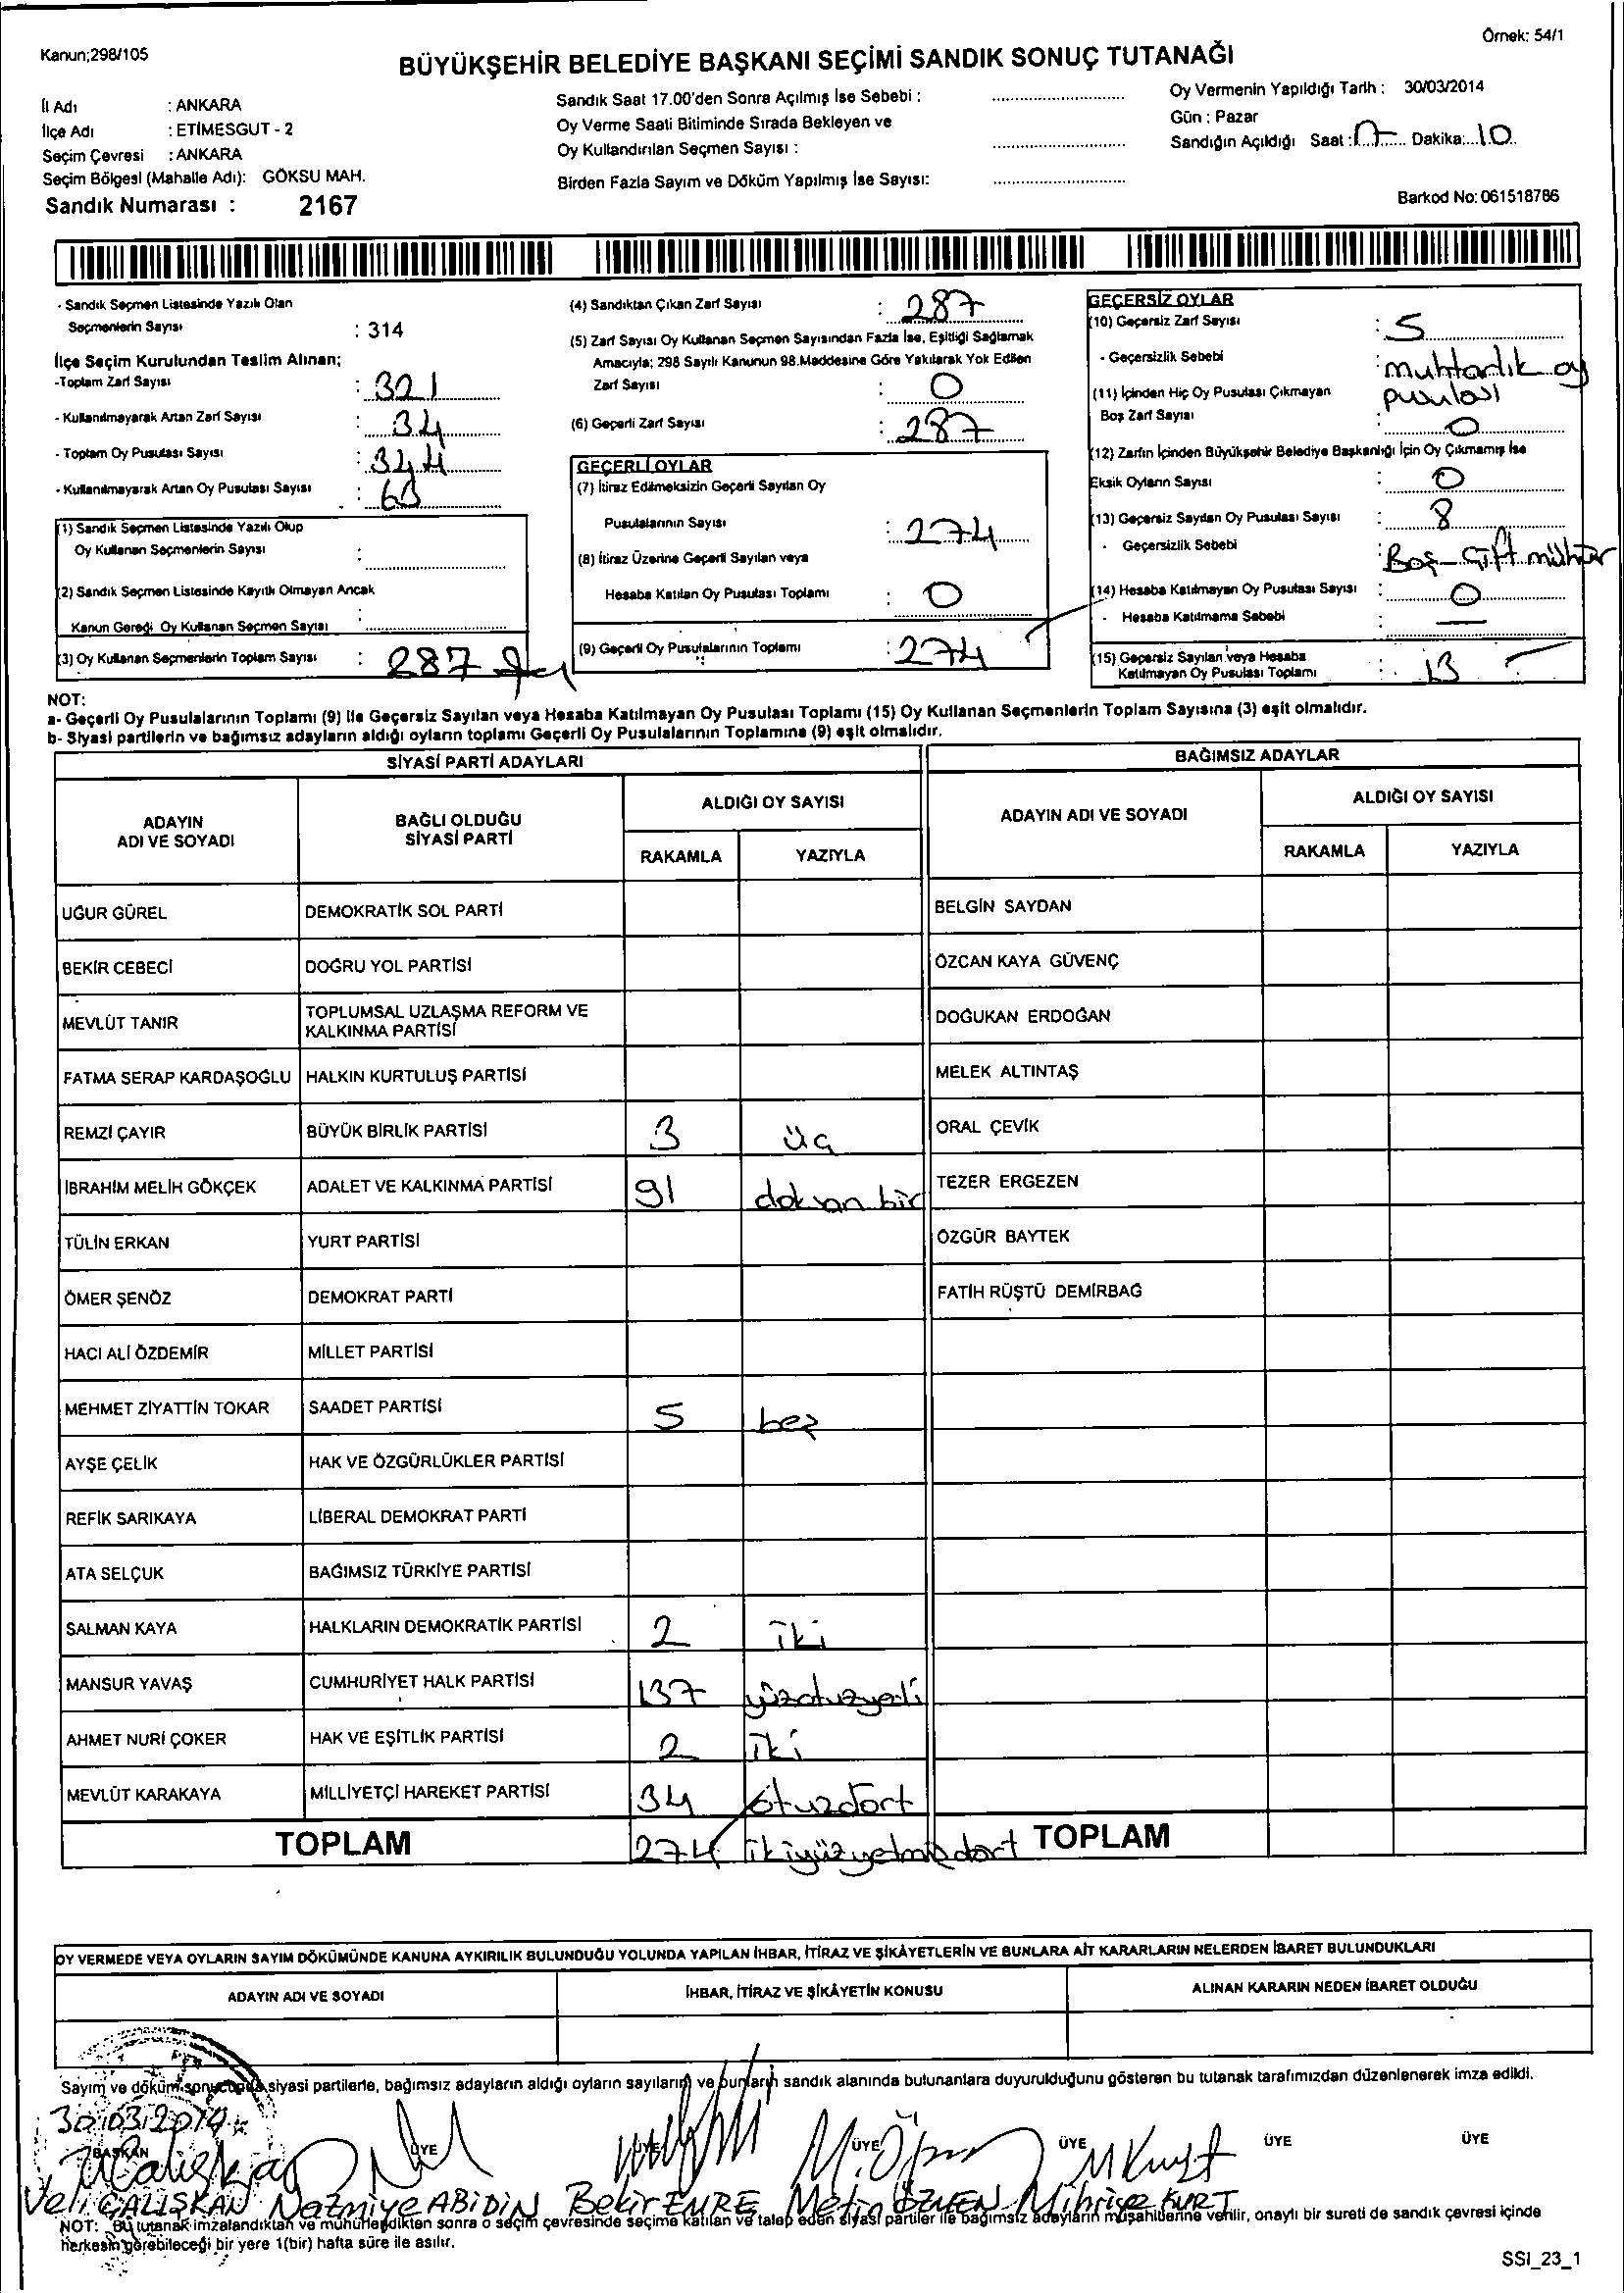 Kanun;298/105
Örnek: 54/1
BÜYÜKŞEHİR BELEDİYE BAŞKANI SEÇİMİ SANDIK SONUÇ TUTANAĞI
İl Adı : ANKARA
İlçe Adı : ETİMESGUT - 2
Seçim Çevresi : ANKARA
Seçim Bölgesi (Mahalle Adı): GÖKSU MAH.
Sandık Numarası : 2167
Sandık Saat 17.00'den Sonra Açılmış İse Sebebi :
Oy Verme Saati Bitiminde Sırada Bekleyen ve
Oy Kullandırılan Seçmen Sayısı :
Birden Fazla Sayım ve Döküm Yapılmış İse Sayısı:
Oy Vermenin Yapıldığı Tarih : 30/03/2014
Gün : Pazar
Sandığın Açıldığı Saat : 17 Dakika: 10
Barkod No: 061518786
- Sandık Seçmen Listesinde Yazılı Olan
Seçmenlerin Sayısı : 314
İlçe Seçim Kurulundan Teslim Alınan;
-Toplam Zarf Sayısı : 321
- Kullanılmayarak Artan Zarf Sayısı : 34
- Toplam Oy Pusulası Sayısı : 344
- Kullanılmayarak Artan Oy Pusulası Sayısı :
(1) Sandık Seçmen Listesinde Yazılı Olup
Oy Kullanan Seçmenlerin Sayısı :
(2) Sandık Seçmen Listesinde Kayıtlı Olmayan Ancak
Kanun Gereği Oy Kullanan Seçmen Sayısı :
(3) Oy Kullanan Seçmenlerin Toplam Sayısı : 287
(4) Sandıktan Çıkan Zarf Sayısı : 287
(5) Zarf Sayısı Oy Kullanan Seçmen Sayısından Fazla İse, Eşitliği Sağlamak
Amacıyla; 298 Sayılı Kanunun 98.Maddesine Göre Yakılarak Yok Edilen
Zarf Sayısı : 0
(6) Geçerli Zarf Sayısı : 287
GEÇERLİ OYLAR
(7) İtiraz Edilmeksizin Geçerli Sayılan Oy
Pusulalarının Sayısı : 274
(8) İtiraz Üzerine Geçerli Sayılan veya
Hesaba Katılan Oy Pusulası Toplamı : 0
(9) Geçerli Oy Pusulalarının Toplamı : 274
GEÇERSİZ OYLAR
(10) Geçersiz Zarf Sayısı : 5
- Geçersizlik Sebebi : muhtarlık oy
pusulası
(11) İçinden Hiç Oy Pusulası Çıkmayan
Boş Zarf Sayısı : 0
(12) Zarfın İçinden Büyükşehir Belediye Başkanlığı İçin Oy Çıkmamış İse
Eksik Oyların Sayısı : 0
(13) Geçersiz Sayılan Oy Pusulası Sayısı : 8
- Geçersizlik Sebebi : Boş - Çift mühür
(14) Hesaba Katılmayan Oy Pusulası Sayısı : 0
- Hesaba Katılmama Sebebi : —
(15) Geçersiz Sayılan veya Hesaba
Katılmayan Oy Pusulası Toplamı : 13
NOT:
a- Geçerli Oy Pusulalarının Toplamı (9) ile Geçersiz Sayılan veya Hesaba Katılmayan Oy Pusulası Toplamı (15) Oy Kullanan Seçmenlerin Toplam Sayısına (3) eşit olmalıdır.
b- Siyasi partilerin ve bağımsız adayların aldığı oyların toplamı Geçerli Oy Pusulalarının Toplamına (9) eşit olmalıdır.
SİYASİ PARTİ ADAYLARI BAĞIMSIZ ADAYLAR
ADAYIN ADI VE SOYADI BAĞLI OLDUĞU SİYASİ PARTİ ALDIĞI OY SAYISI ADAYIN ADI VE SOYADI ALDIĞI OY SAYISI
RAKAMLA YAZIYLA RAKAMLA YAZIYLA
UĞUR GÜREL DEMOKRATİK SOL PARTİ BELGİN SAYDAN
BEKİR CEBECİ DOĞRU YOL PARTİSİ ÖZCAN KAYA GÜVENÇ
MEVLÜT TANIR TOPLUMSAL UZLAŞMA REFORM VE KALKINMA PARTİSİ DOĞUKAN ERDOĞAN
FATMA SERAP KARDAŞOĞLU HALKIN KURTULUŞ PARTİSİ MELEK ALTINTAŞ
REMZİ ÇAYIR BÜYÜK BİRLİK PARTİSİ 3 üç ORAL ÇEVİK
İBRAHİM MELİH GÖKÇEK ADALET VE KALKINMA PARTİSİ 91 doksan bir TEZER ERGEZEN
TÜLİN ERKAN YURT PARTİSİ ÖZGÜR BAYTEK
ÖMER ŞENÖZ DEMOKRAT PARTİ FATİH RÜŞTÜ DEMİRBAĞ
HACI ALİ ÖZDEMİR MİLLET PARTİSİ
MEHMET ZİYATTİN TOKAR SAADET PARTİSİ 5 beş
AYŞE ÇELİK HAK VE ÖZGÜRLÜKLER PARTİSİ
REFİK SARIKAYA LİBERAL DEMOKRAT PARTİ
ATA SELÇUK BAĞIMSIZ TÜRKİYE PARTİSİ
SALMAN KAYA HALKLARIN DEMOKRATİK PARTİSİ 2 iki
MANSUR YAVAŞ CUMHURİYET HALK PARTİSİ 137 yüzotuzyedi
AHMET NURİ ÇOKER HAK VE EŞİTLİK PARTİSİ 2 iki
MEVLÜT KARAKAYA MİLLİYETÇİ HAREKET PARTİSİ 34 otuzdört
TOPLAM 274 ikiyüzyetmişdört TOPLAM
OY VERMEDE VEYA OYLARIN SAYIM DÖKÜMÜNDE KANUNA AYKIRILIK BULUNDUĞU YOLUNDA YAPILAN İHBAR, İTİRAZ VE ŞİKÂYETLERİN VE BUNLARA AİT KARARLARIN NELERDEN İBARET BULUNDUKLARI
ADAYIN ADI VE SOYADI İHBAR, İTİRAZ VE ŞİKÂYETİN KONUSU ALINAN KARARIN NEDEN İBARET OLDUĞU
Sayım ve döküm sonucunda siyasi partilerle, bağımsız adayların aldığı oyların sayılarını ve bunların sandık alanında bulunanlara duyurulduğunu gösteren bu tutanak tarafımızdan düzenlenerek imza edildi.
30.03.2014
BAŞKAN ÜYE ÜYE ÜYE ÜYE ÜYE ÜYE
Veli ÇALIŞKAN Nazmiye ABİDİN Bekir EMRE Metin ÖZMEN Mihriye KURT
NOT: Bu tutanak imzalandıktan ve mühürlendikten sonra o seçim çevresinde seçime katılan ve talep eden siyasi partiler ile bağımsız adayların müşahitlerine verilir, onaylı bir sureti de sandık çevresi içinde
herkesin görebileceği bir yere 1(bir) hafta süre ile asılır.
SSI_23_1